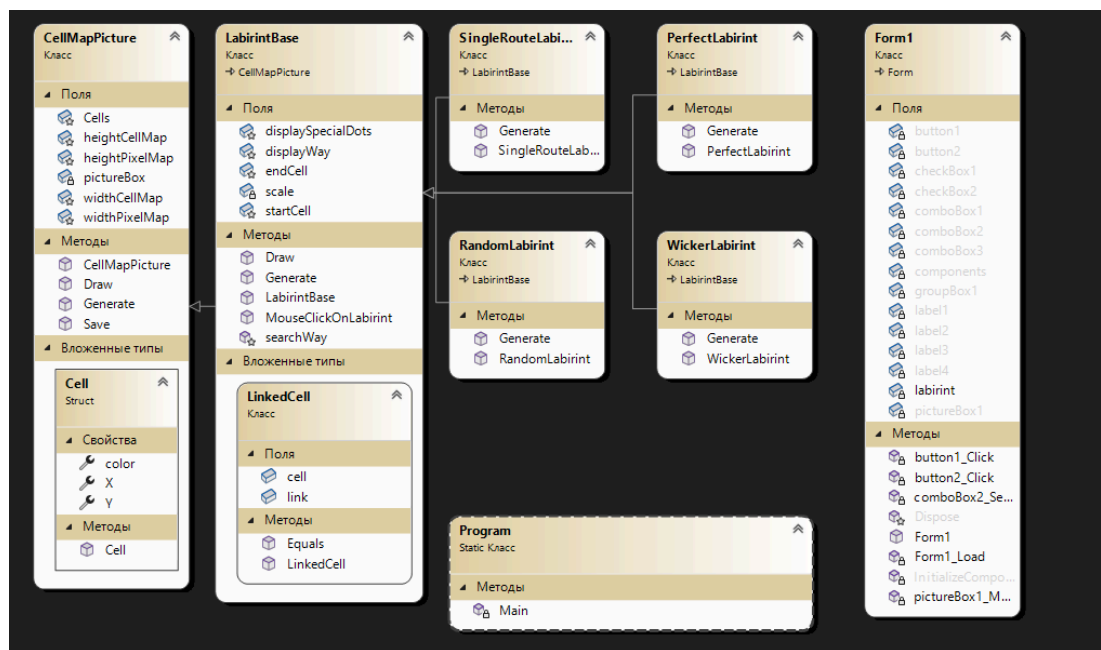 CellMapPicture
Класс
Поля
Cells
heightCellMap
heightPixelMap
pictureBox
widthCellMap
widthPixelMap
Методы
CellMapPicture
Draw
Generate
Save
Вложенные типы
Cell
Struct
Свойства
color
X
Y
Методы
Cell
LabirintBase
Класс
CellMapPicture
Поля
displaySpecialDots
displayWay
endCell
scale
startCell
Методы
Draw
Generate
LabirintBase
MouseClickOnLabirint
searchWay
Вложенные типы
LinkedCell
Класс
Поля
cell
link
Методы
Equals
LinkedCell
SingleRouteLabi...
Класс
LabirintBase
Методы
Generate
SingleRouteLab...
PerfectLabirint
Класс
LabirintBase
Методы
Generate
PerfectLabirint
RandomLabirint
Класс
LabirintBase
Методы
Generate
RandomLabirint
WickerLabirint
Класс
LabirintBase
Методы
Generate
WickerLabirint
Program
Static Класс
Методы
Main
Form1
Класс
Form
Поля
button1
button2
checkBox1
checkBox2
comboBox1
comboBox2
comboBox3
components
groupBox1
label1
label2
label3
label4
labirint
pictureBox1
Методы
button1_Click
button2_Click
comboBox2_Se...
Dispose
Form1
Form1_Load
InitializeCompo...
pictureBox1_M...